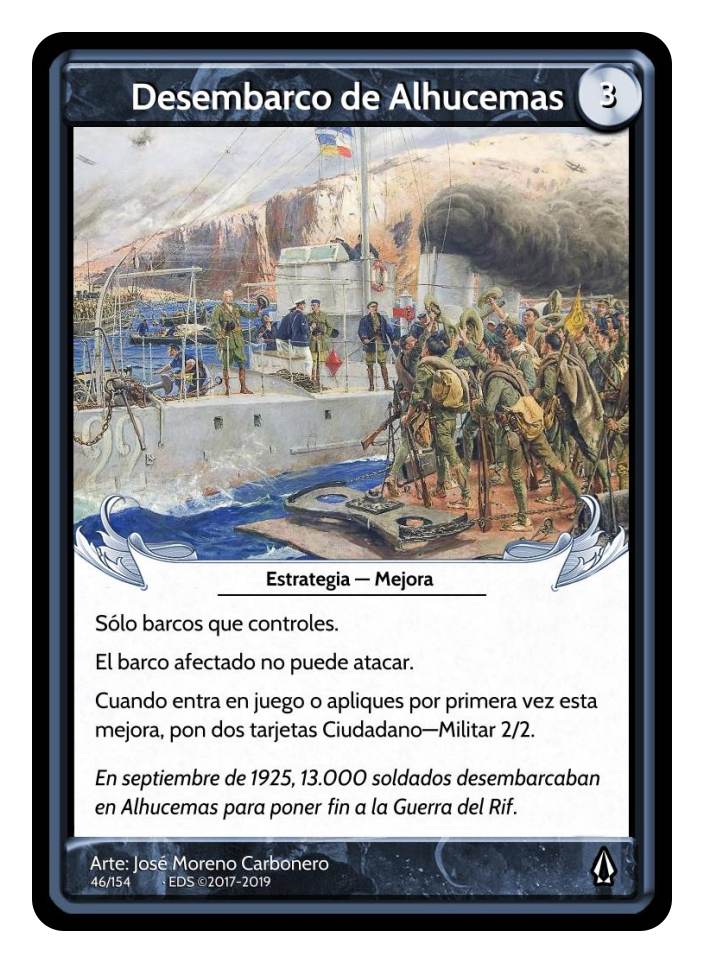 Desembarco de Alhucemas 3
Estrategia — Mejora
Sólo barcos que controles.
El barco afectado no puede atacar.
Cuando entra en juego o apliques por primera vez esta
mejora, pon dos tarjetas Ciudadano—Militar 2/2.
En septiembre de 1925, 13.000 soldados desembarcaban
en Alhucemas para poner fin a la Guerra del Rif.
Arte: José Moreno Carbonero
46/154 · EDS ©2017-2019